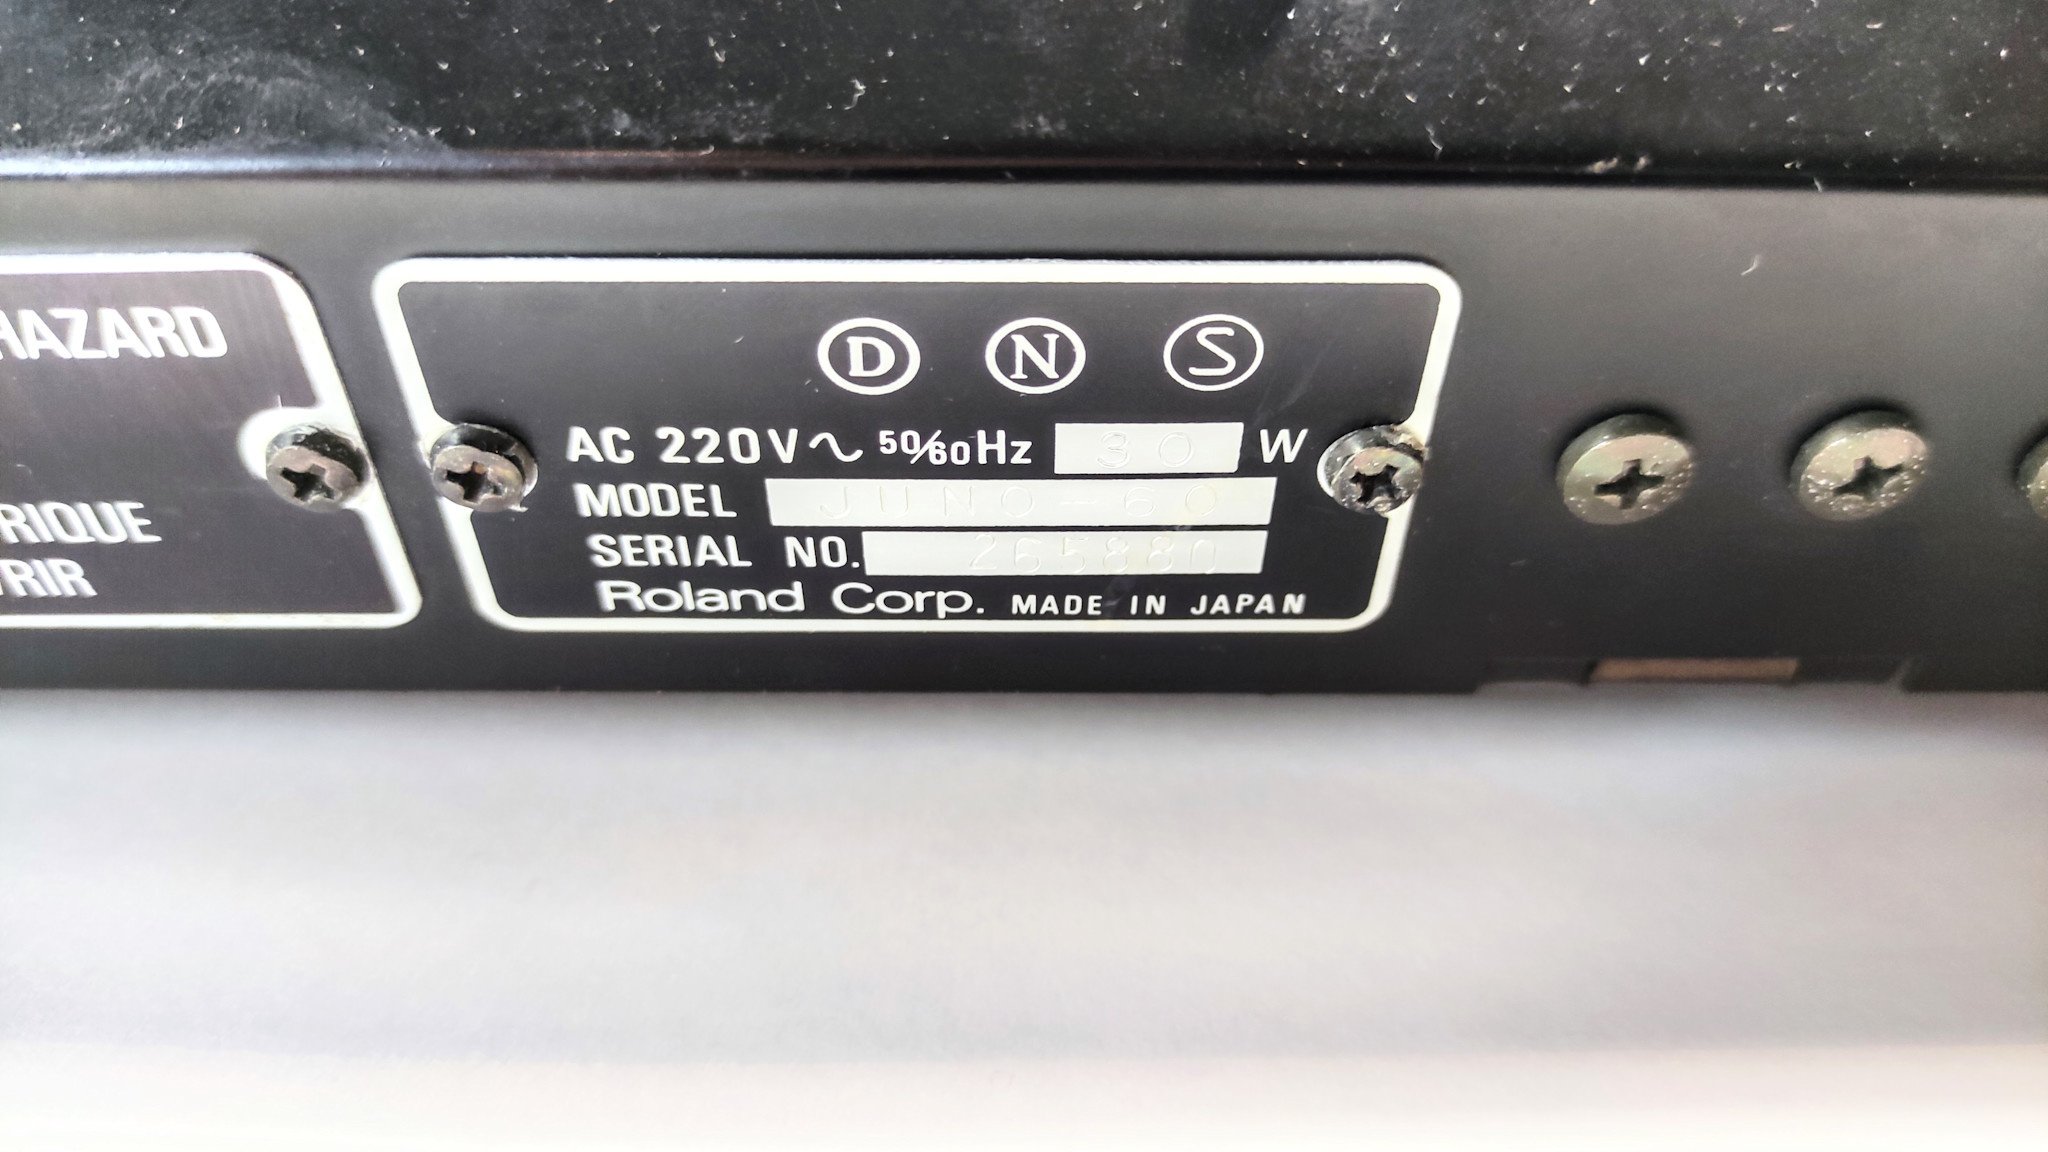 HAZARD
RIQUE
RIR
D N S
AC 220V~ 50/60Hz 30 W
MODEL JUNO-60
SERIAL NO. 265880
Roland Corp. MADE IN JAPAN